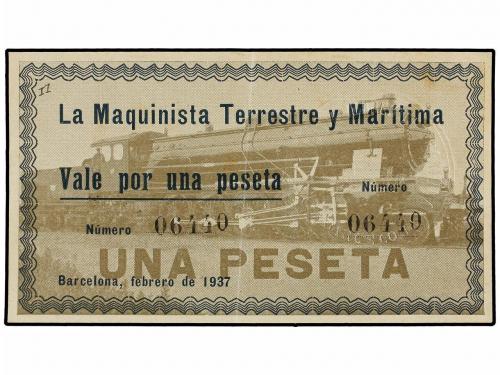 La Maquinista Terrestre y Marítima
Vale por una peseta
Número
Número 06440
06440
UNA PESETA
Barcelona, febrero de 1937